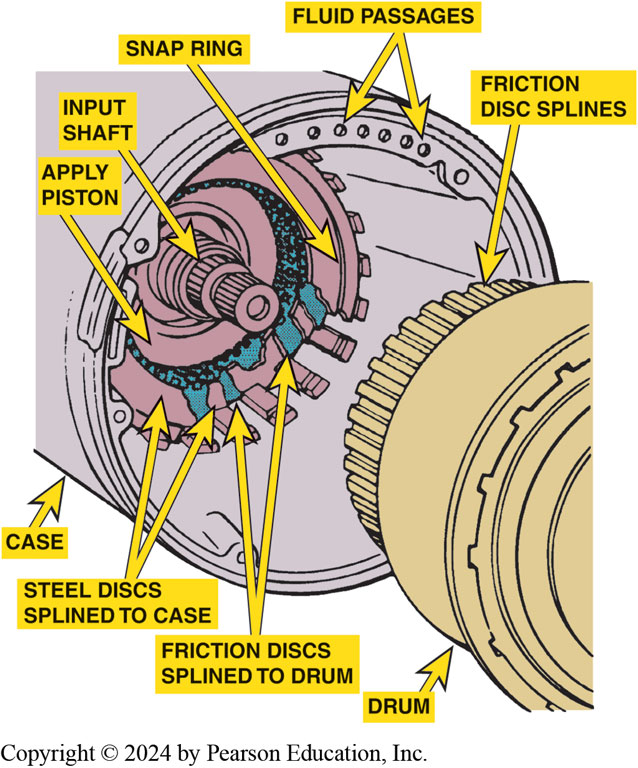 FLUID PASSAGES
SNAP RING
FRICTION
DISC SPLINES
INPUT
SHAFT
APPLY
PISTON
CASE
STEEL DISCS
SPLINED TO CASE
FRICTION DISCS
SPLINED TO DRUM
DRUM
Copyright © 2024 by Pearson Education, Inc.